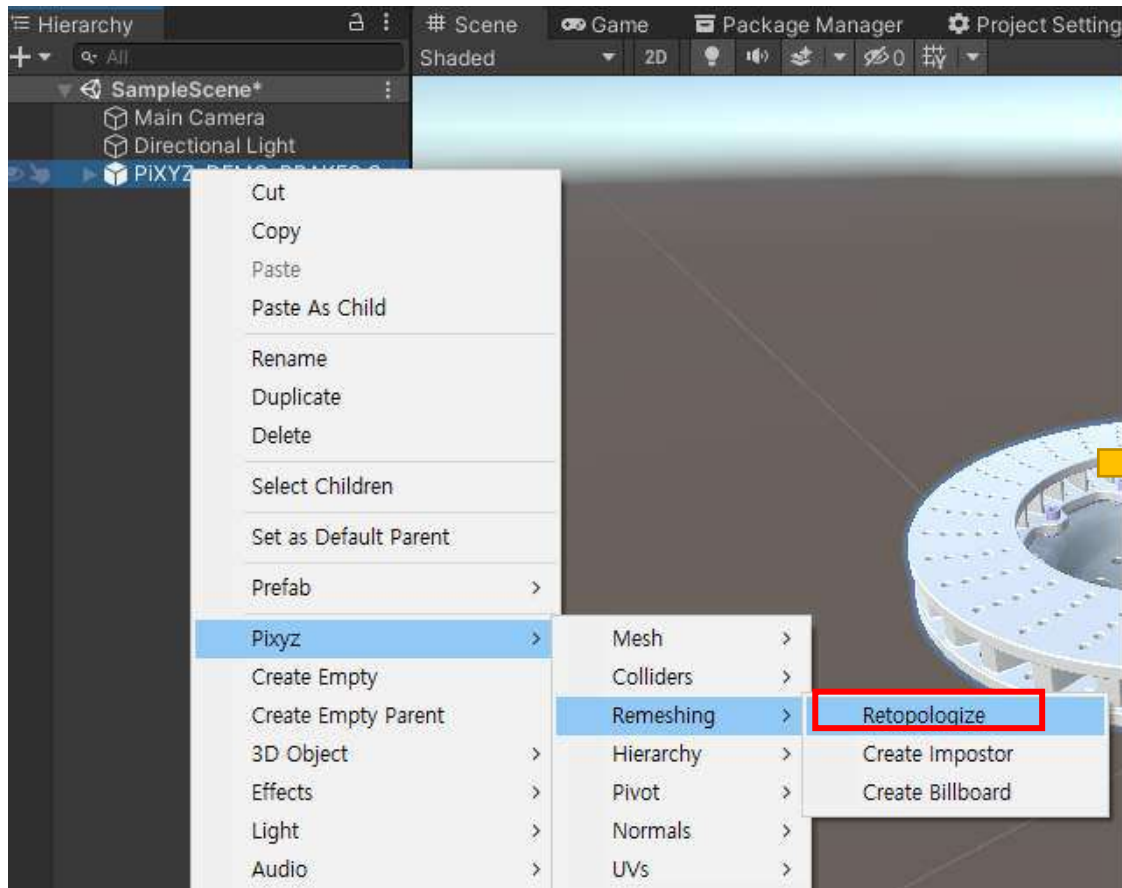 Hierarchy
Scene
Game
Package Manager
Project Setting
All
Shaded
2D
0
SampleScene*
Main Camera
Directional Light
Cut
Copy
Paste
Paste As Child
Rename
Duplicate
Delete
Select Children
Set as Default Parent
Prefab
Pixyz
Create Empty
Create Empty Parent
3D Object
Effects
Light
Audio
Mesh
Colliders
Remeshing
Hierarchy
Pivot
Normals
UVs
Retopologize
Create Impostor
Create Billboard